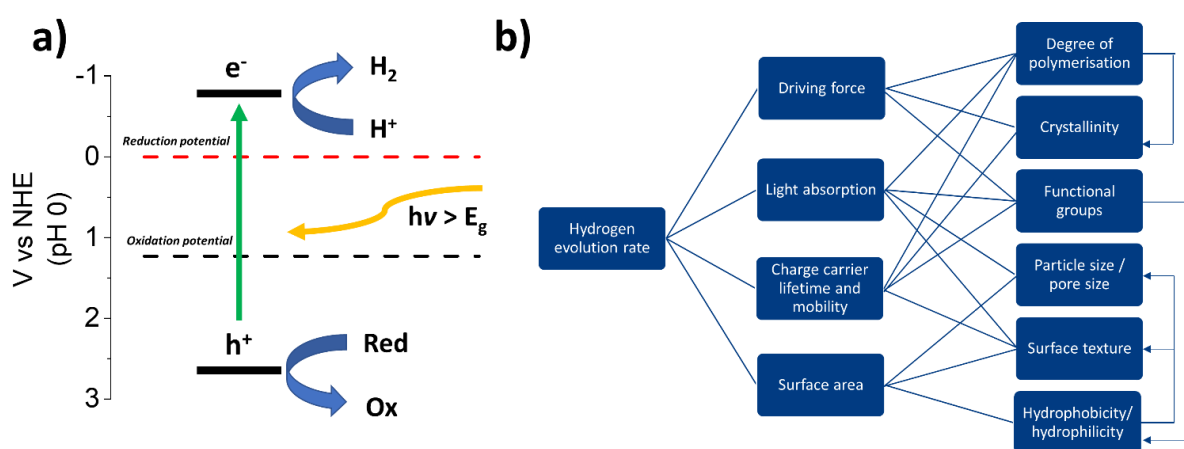 a)
V vs NHE
(pH 0)
-1
0
1
2
3
e-
H2
H+
Reduction potential
hν > Eg
Oxidation potential
h+
Red
Ox
b)
Hydrogen
evolution rate
Driving force
Light absorption
Charge carrier
lifetime and
mobility
Surface area
Degree of
polymerisation
Crystallinity
Functional
groups
Particle size /
pore size
Surface texture
Hydrophobicity/
hydrophilicity